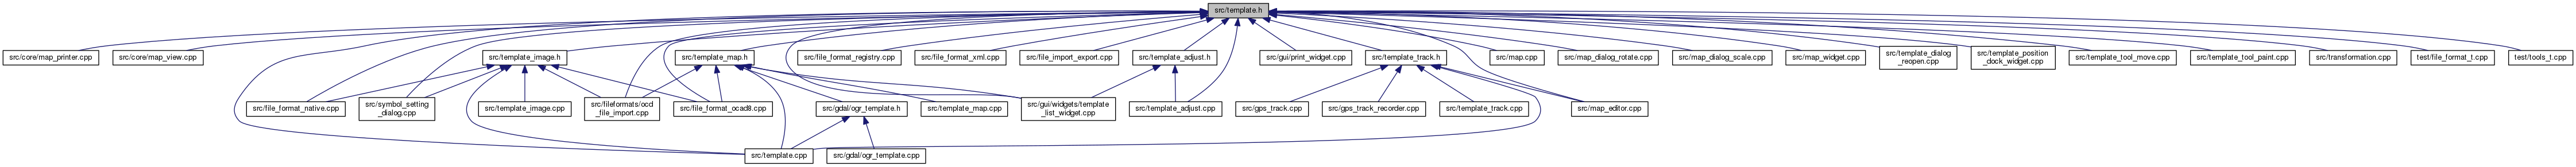 src/template.h
src/core/map_printer.cpp
src/core/map_view.cpp
src/template_image.h
src/template_map.h
src/file_format_registry.cpp
src/file_format_xml.cpp
src/file_import_export.cpp
src/template_adjust.h
src/gui/print_widget.cpp
src/template_track.h
src/map.cpp
src/map_dialog_rotate.cpp
src/map_dialog_scale.cpp
src/map_widget.cpp
src/template_dialog
_reopen.cpp
src/template_position
_dock_widget.cpp
src/template_tool_move.cpp
src/template_tool_paint.cpp
src/transformation.cpp
test/file_format_t.cpp
test/tools_t.cpp
src/file_format_native.cpp
src/symbol_setting
_dialog.cpp
src/template_image.cpp
src/fileformats/ocd
_file_import.cpp
src/file_format_ocad8.cpp
src/gdal/ogr_template.h
src/template_map.cpp
src/gui/widgets/template
_list_widget.cpp
src/template_adjust.cpp
src/gps_track.cpp
src/gps_track_recorder.cpp
src/template_track.cpp
src/map_editor.cpp
src/template.cpp
src/gdal/ogr_template.cpp